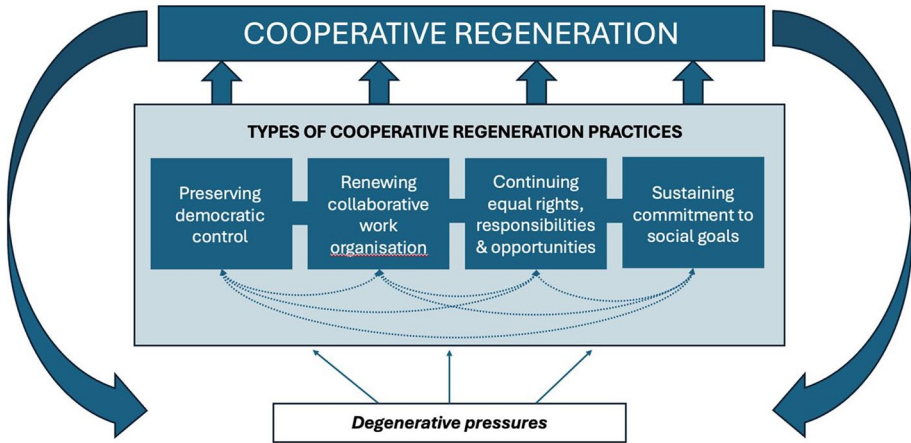 COOPERATIVE REGENERATION
TYPES OF COOPERATIVE REGENERATION PRACTICES
Preserving
democratic
control
Renewing
collaborative
work
organisation
Continuing
equal rights,
responsibilities
& opportunities
Sustaining
commitment to
social goals
Degenerative pressures